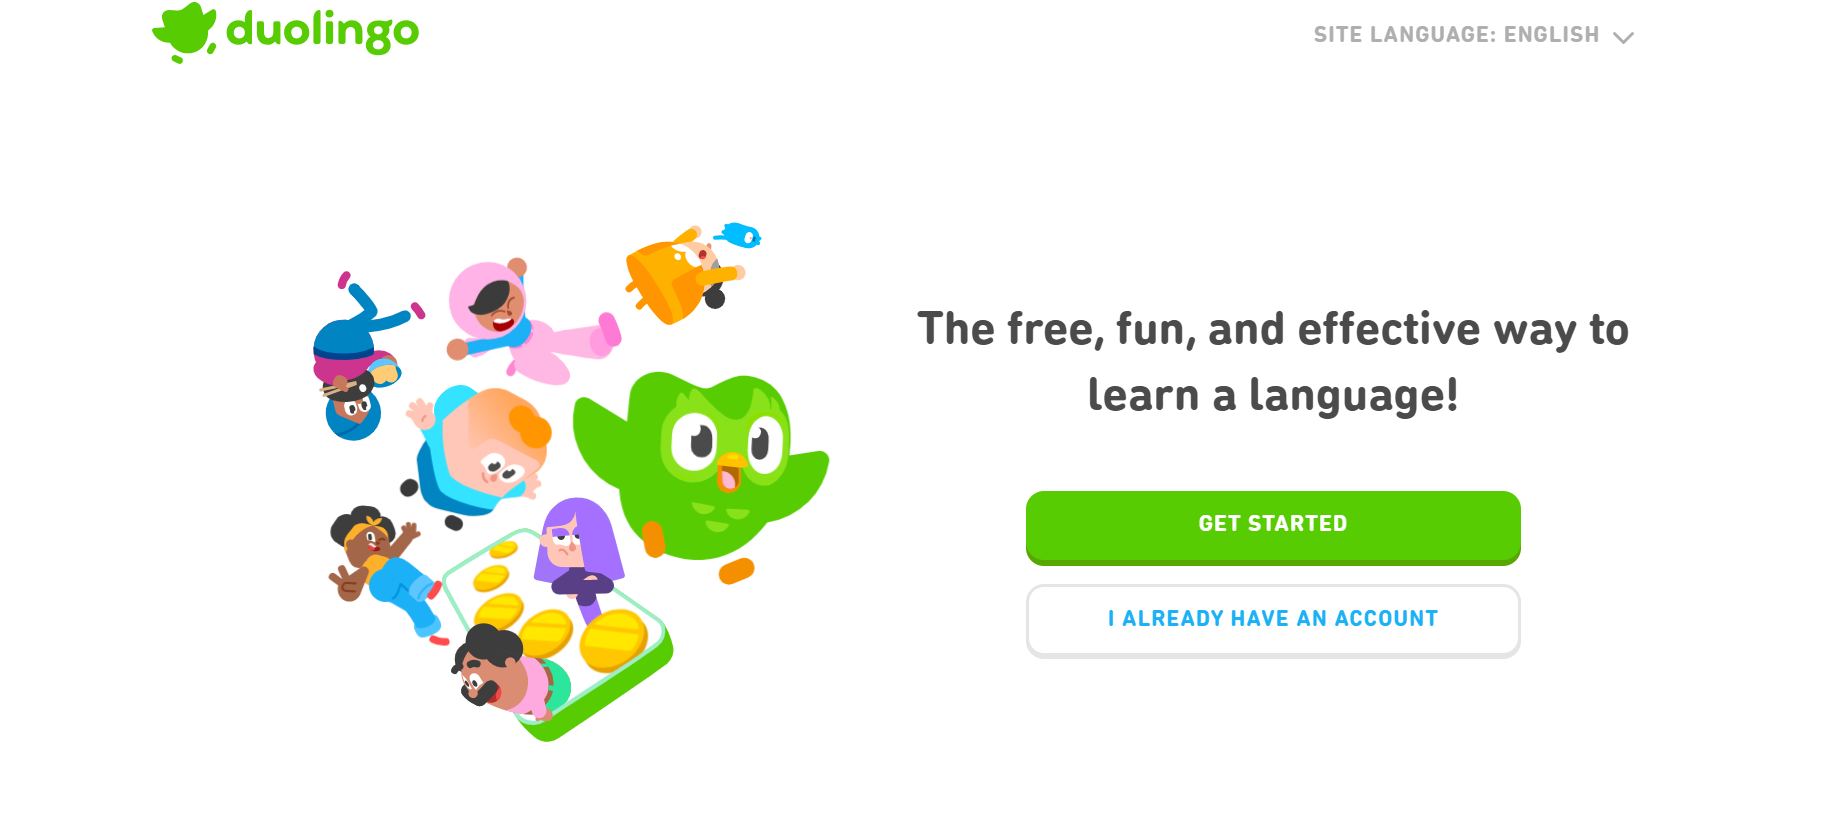 duolingo
SITE LANGUAGE: ENGLISH
The free, fun, and effective way to
learn a language!
GET STARTED
I ALREADY HAVE AN ACCOUNT